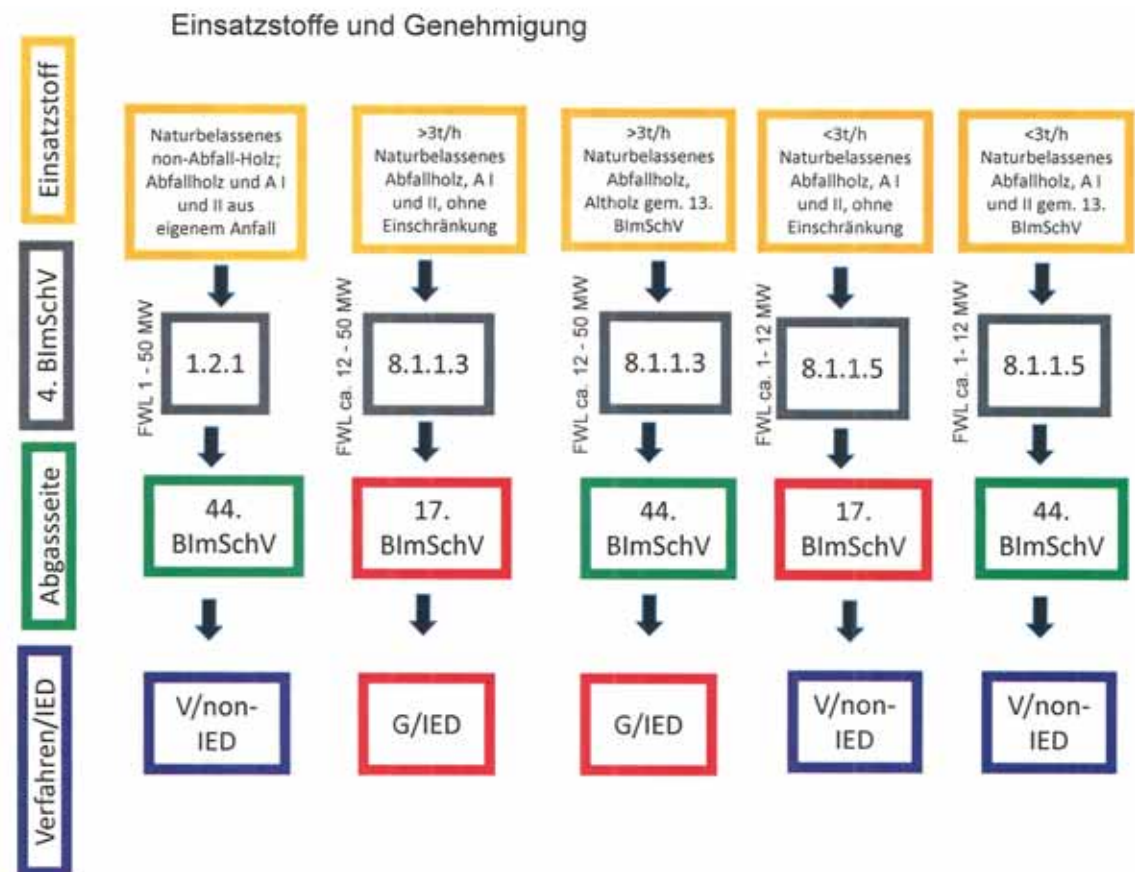 Einsatzstoffe und Genehmigung
Einsatzstoff
Naturbelassenes
non-Abfall-Holz;
Abfallholz und A I
und II aus
eigenem Anfall
>3t/h
Naturbelassenes
Abfallholz, A I
und II, ohne
Einschränkung
>3t/h
Naturbelassenes
Abfallholz,
Altholz gem. 13.
BImSchV
<3t/h
Naturbelassenes
Abfallholz, A I
und II, ohne
Einschränkung
<3t/h
Naturbelassenes
Abfallholz, A I
und II gem. 13.
BImSchV
4. BImSchV
FWL 1 - 50 MW
1.2.1
FWL ca. 12 - 50 MW
8.1.1.3
FWL ca. 12 - 50 MW
8.1.1.3
FWL ca. 1- 12 MW
8.1.1.5
FWL ca. 1- 12 MW
8.1.1.5
Abgasseite
44.
BImSchV
17.
BImSchV
44.
BImSchV
17.
BImSchV
44.
BImSchV
Verfahren/IED
V/non-
IED
G/IED
G/IED
V/non-
IED
V/non-
IED